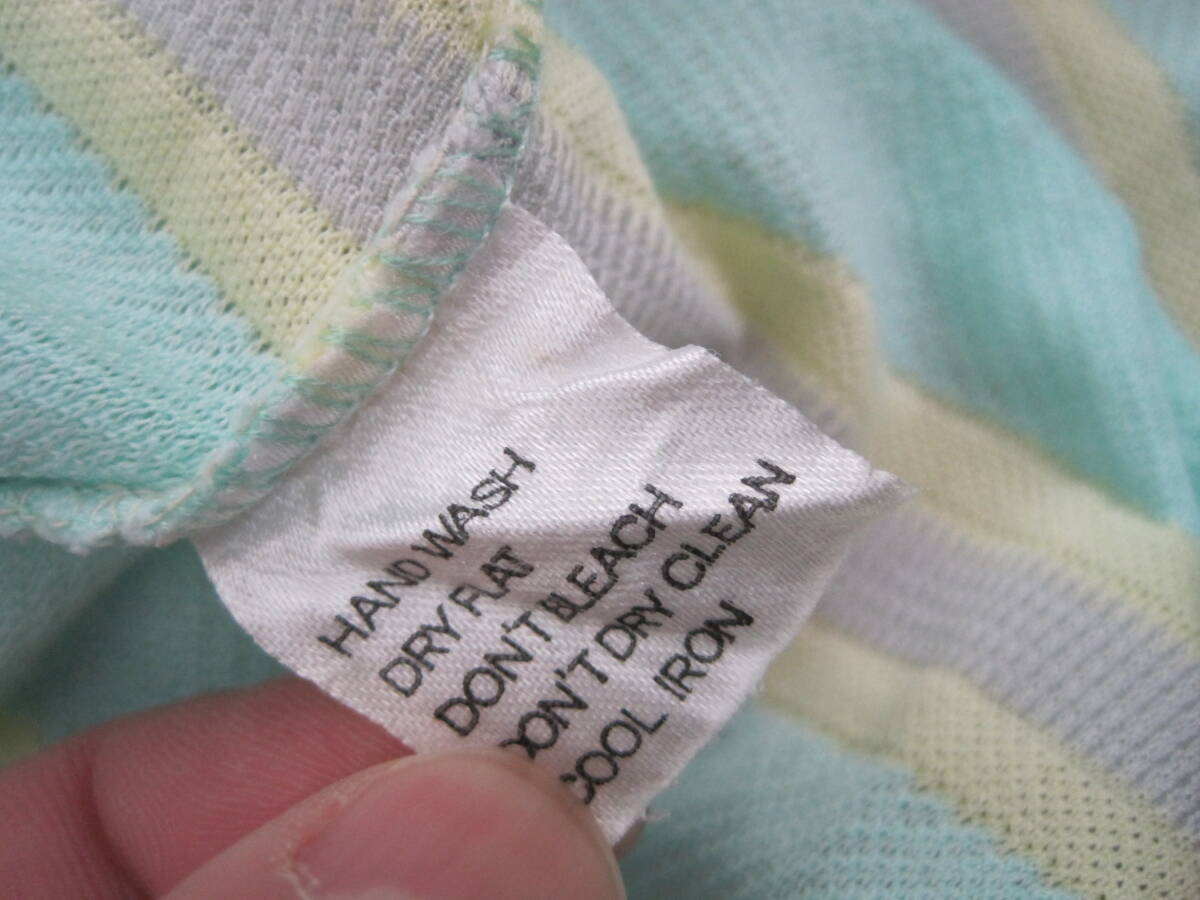 HAND WASH
DRY FLAT
DON'T BLEACH
DON'T DRY CLEAN
COOL IRON